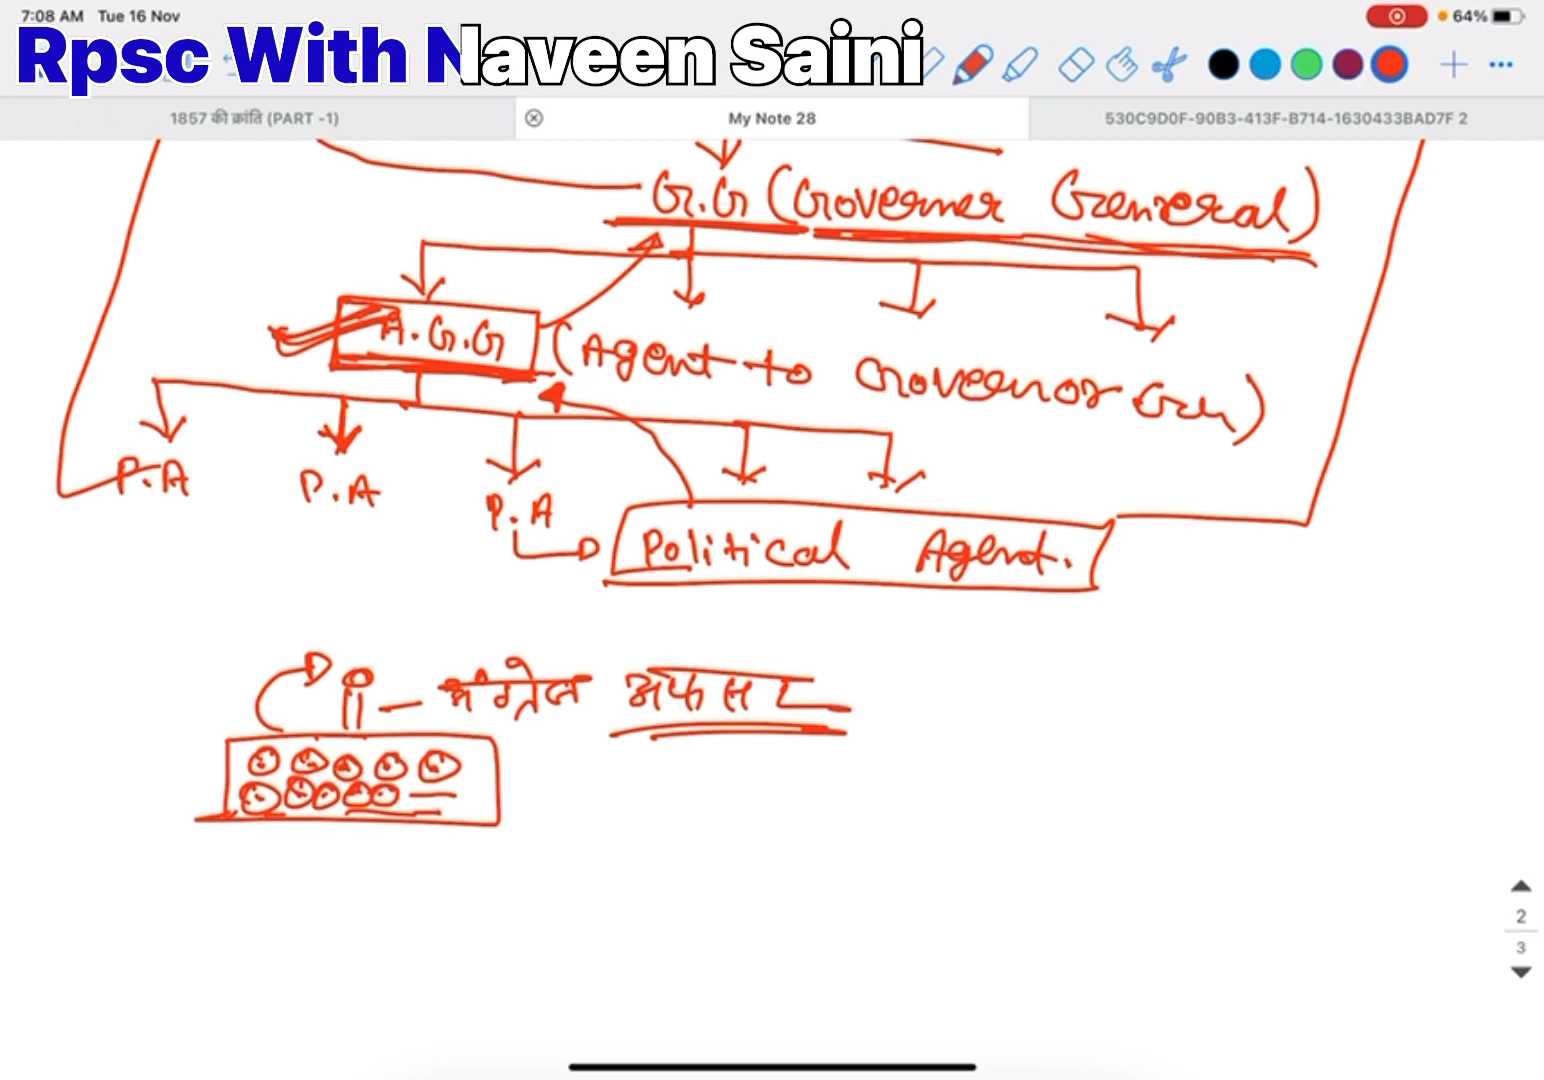 7:08 AM Tue 16 Nov
64%
Rpsc With Naveen Saini
1857 की क्रांति (PART -1)
My Note 28
530C9D0F-90B3-413F-B714-1630433BAD7F 2
G.G (Governer General)
A.G.G (Agent to Governor Gen)
P.A
P.A
P.A
Political Agent.
अंग्रेज अफसर
2
3